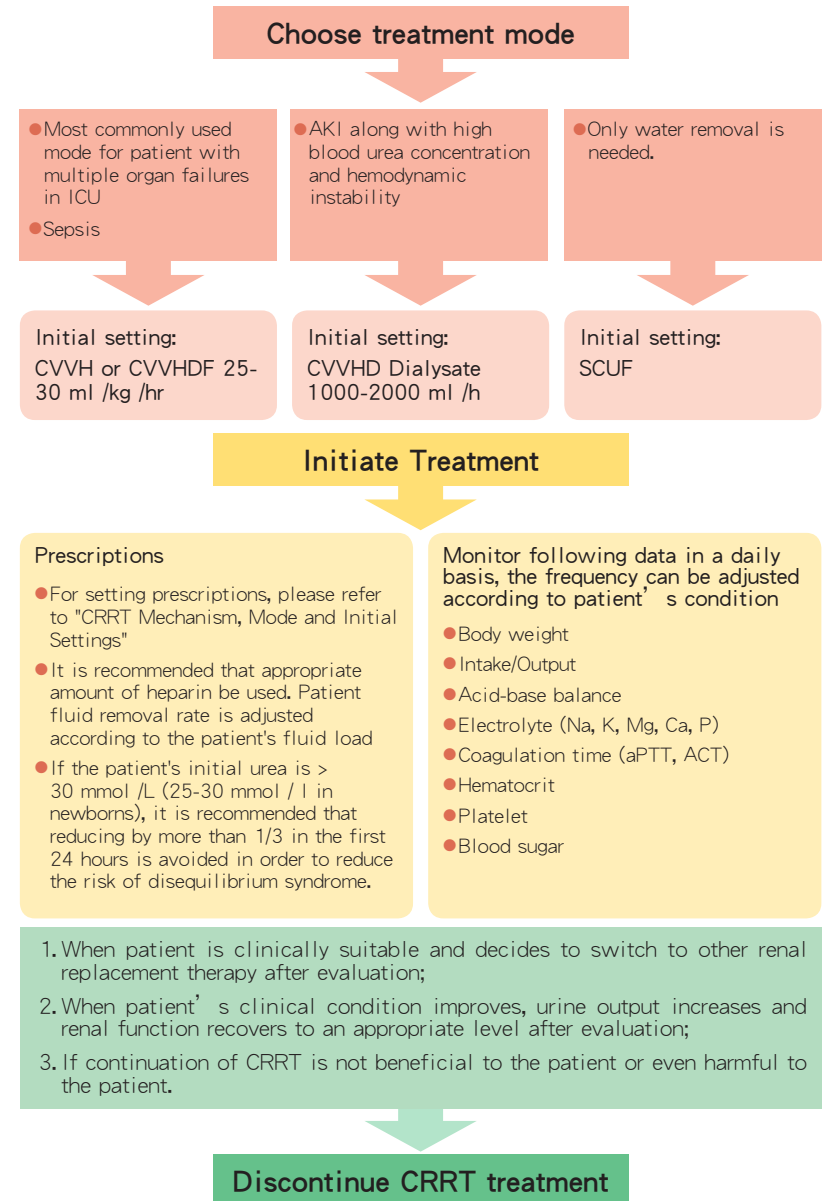 Choose treatment mode
●Most commonly used
mode for patient with
multiple organ failures
in ICU
●Sepsis
●AKI along with high
blood urea concentration
and hemodynamic
instability
●Only water removal is
needed.
Initial setting:
CVVH or CVVHDF 25-
30 ml /kg /hr
Initial setting:
CVVHD Dialysate
1000-2000 ml /h
Initial setting:
SCUF
Initiate Treatment
Prescriptions
●For setting prescriptions, please refer
to "CRRT Mechanism, Mode and Initial
Settings"
●It is recommended that appropriate
amount of heparin be used. Patient
fluid removal rate is adjusted
according to the patient's fluid load
●If the patient's initial urea is >
30 mmol /L (25-30 mmol / l in
newborns), it is recommended that
reducing by more than 1/3 in the first
24 hours is avoided in order to reduce
the risk of disequilibrium syndrome.
Monitor following data in a daily
basis, the frequency can be adjusted
according to patient’s condition
●Body weight
●Intake/Output
●Acid-base balance
●Electrolyte (Na, K, Mg, Ca, P)
●Coagulation time (aPTT, ACT)
●Hematocrit
●Platelet
●Blood sugar
1. When patient is clinically suitable and decides to switch to other renal
replacement therapy after evaluation;
2. When patient’s clinical condition improves, urine output increases and
renal function recovers to an appropriate level after evaluation;
3. If continuation of CRRT is not beneficial to the patient or even harmful to
the patient.
Discontinue CRRT treatment